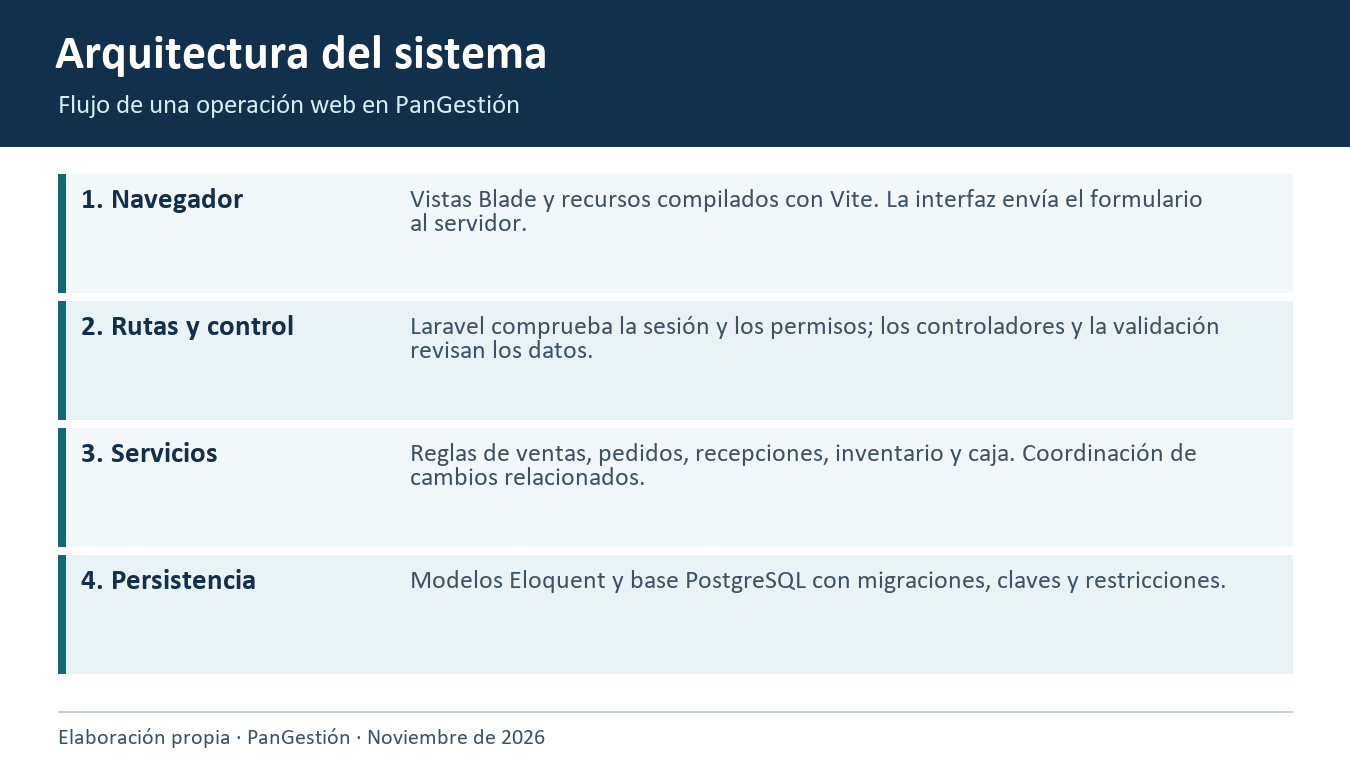 Arquitectura del sistema
Flujo de una operación web en PanGestión
1. Navegador
Vistas Blade y recursos compilados con Vite. La interfaz envía el formulario
al servidor.
2. Rutas y control
Laravel comprueba la sesión y los permisos; los controladores y la validación
revisan los datos.
3. Servicios
Reglas de ventas, pedidos, recepciones, inventario y caja. Coordinación de
cambios relacionados.
4. Persistencia
Modelos Eloquent y base PostgreSQL con migraciones, claves y restricciones.
Elaboración propia · PanGestión · Noviembre de 2026